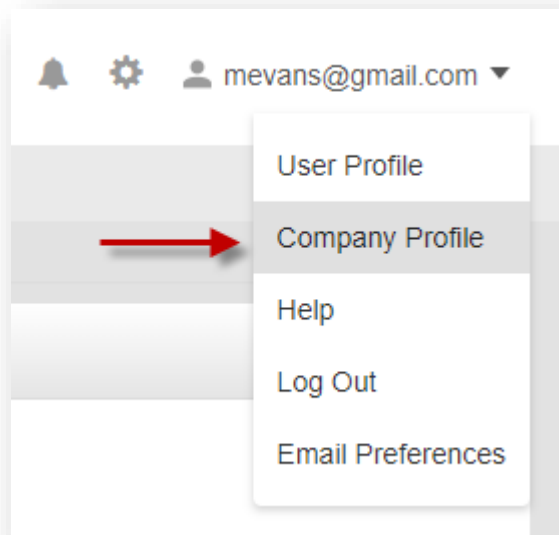 mevans@gmail.com
User Profile
Company Profile
Help
Log Out
Email Preferences